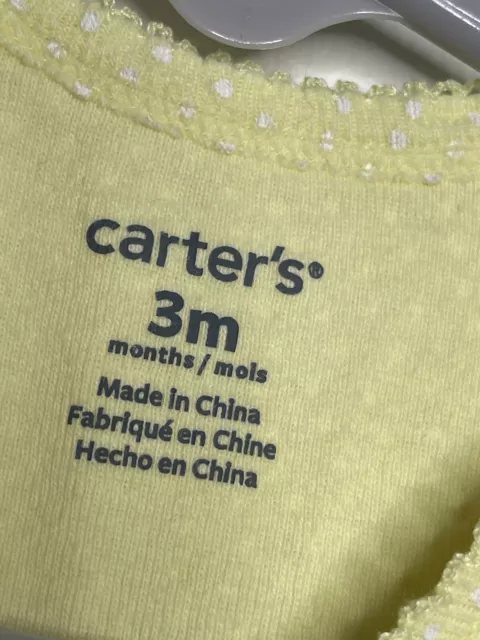 carter's®
3m
months / mois
Made in China
Fabriqué en Chine
Hecho en China